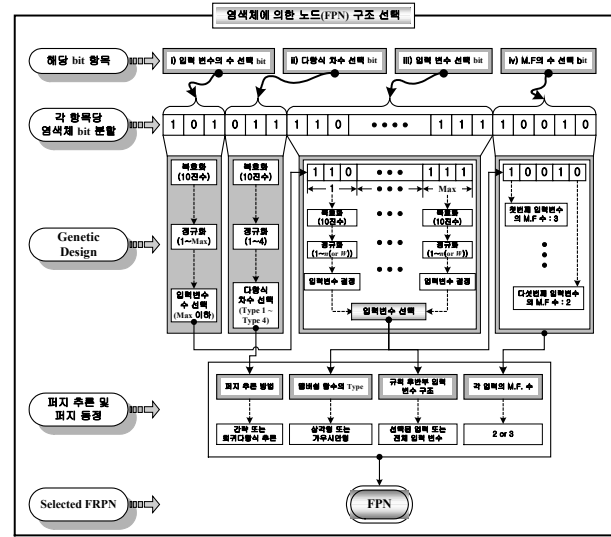 염색체에 의한 노드(FPN) 구조 선택
해당 bit 항목
i) 입력 변수의 수 선택 bit
ii) 다항식 차수 선택 bit
iii) 입력 변수 선택 bit
iv) M.F의 수 선택 bit
각 항목당
염색체 bit 분할
1 0 1 0 1 1 1 1 0 •••• 1 1 1 1 0 0 1 0
Genetic
Design
복호화
(10진수)
정규화
(1~Max)
입력변수
수 선택
(Max 이하)
복호화
(10진수)
정규화
(1~4)
다항식
차수 선택
(Type 1 ~
Type 4)
1 1 0 ••• 1 1 1
1 ••• Max
복호화
(10진수)
정규화
(1~n(or W))
입력변수 결정
복호화
(10진수)
정규화
(1~n(or W))
입력변수 결정
입력변수 선택
1 0 0 1 0
첫번째 입력변수
의 M.F 수 : 3
다섯번째 입력변수
의 M.F 수 : 2
퍼지 추론 및
퍼지 동정
퍼지 추론 방법
멤버쉽 함수의 Type
규칙 후반부 입력
변수 구조
각 입력의 M.F. 수
간략 또는
회귀다항식 추론
삼각형 또는
가우시안형
선택된 입력 또는
전체 입력 변수
2 or 3
Selected FRPN
FPN